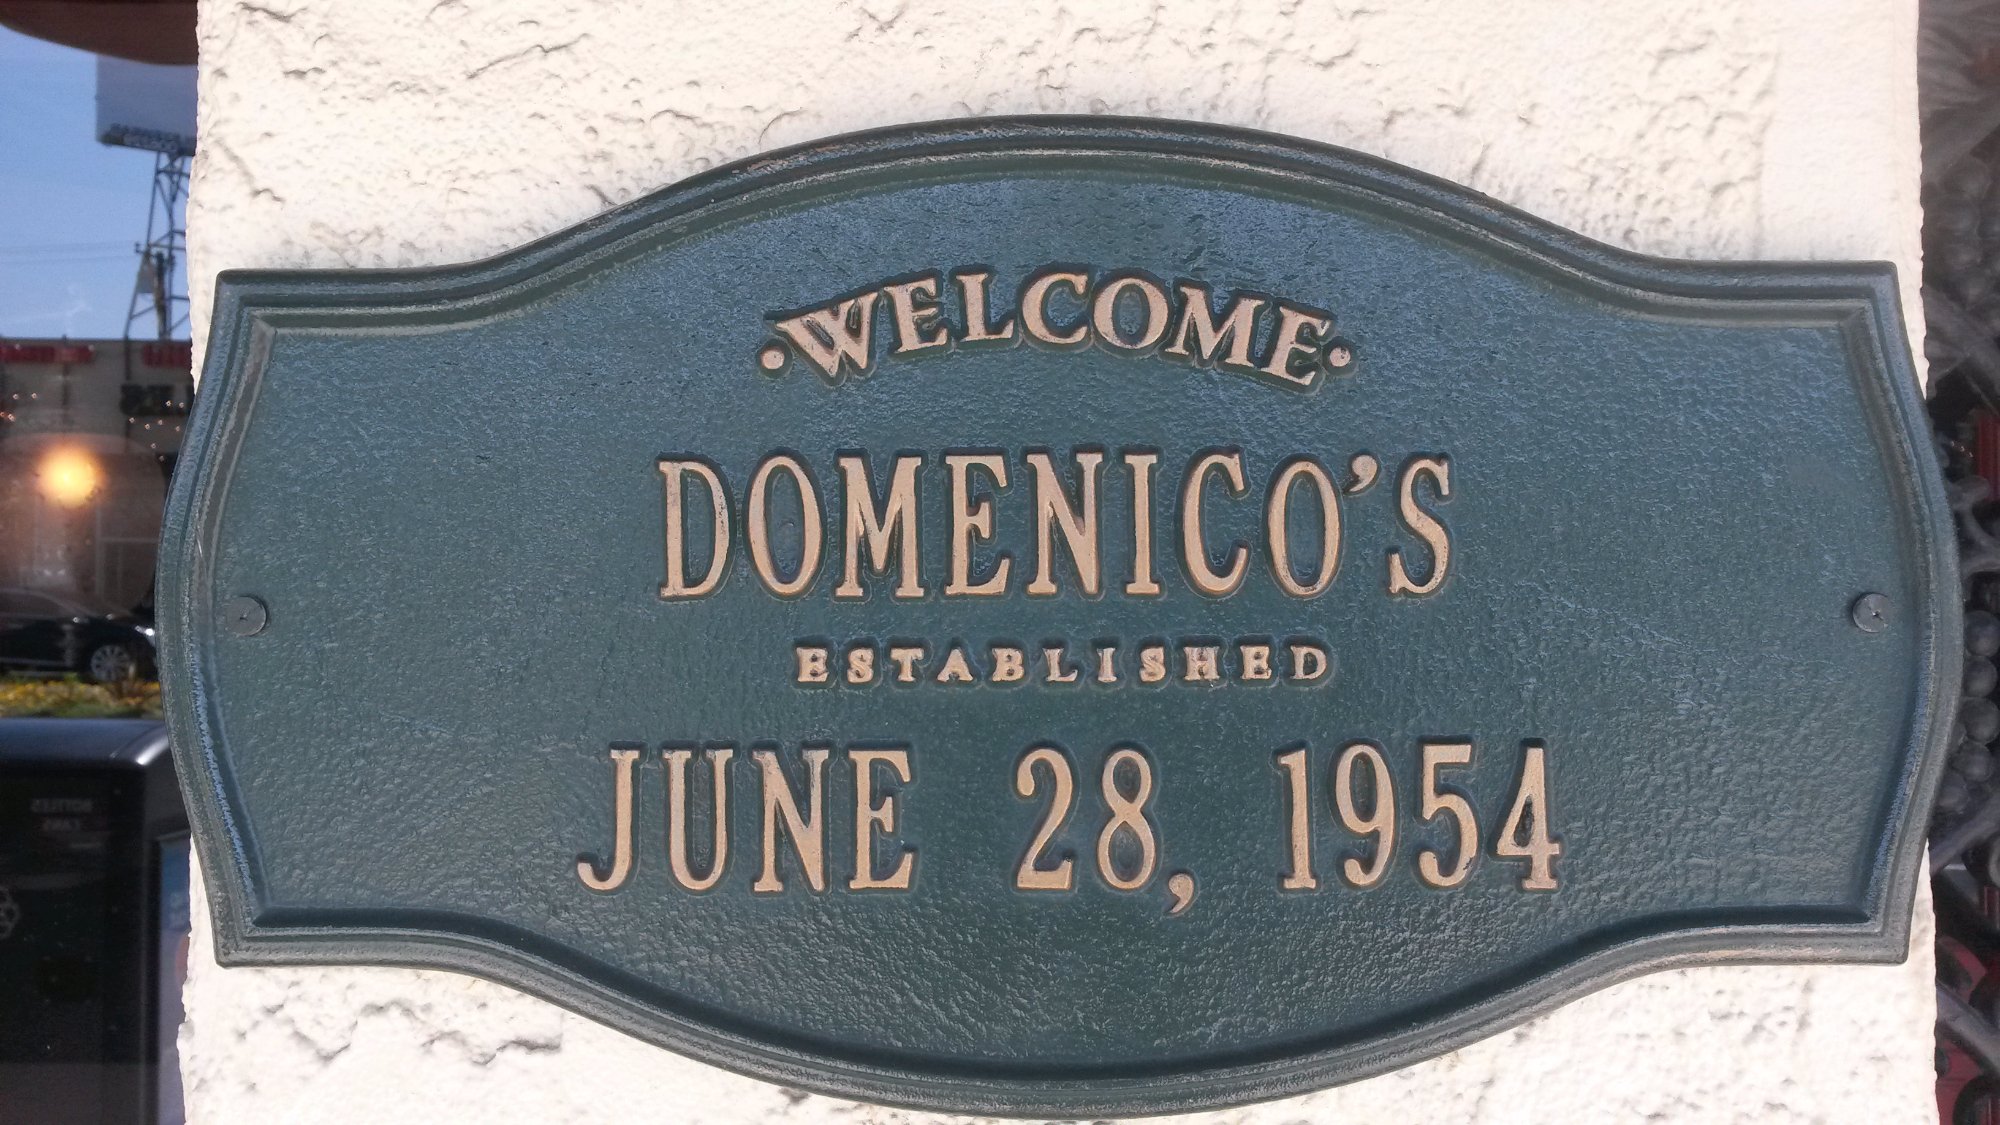 •WELCOME•
DOMENICO'S
ESTABLISHED
JUNE 28, 1954